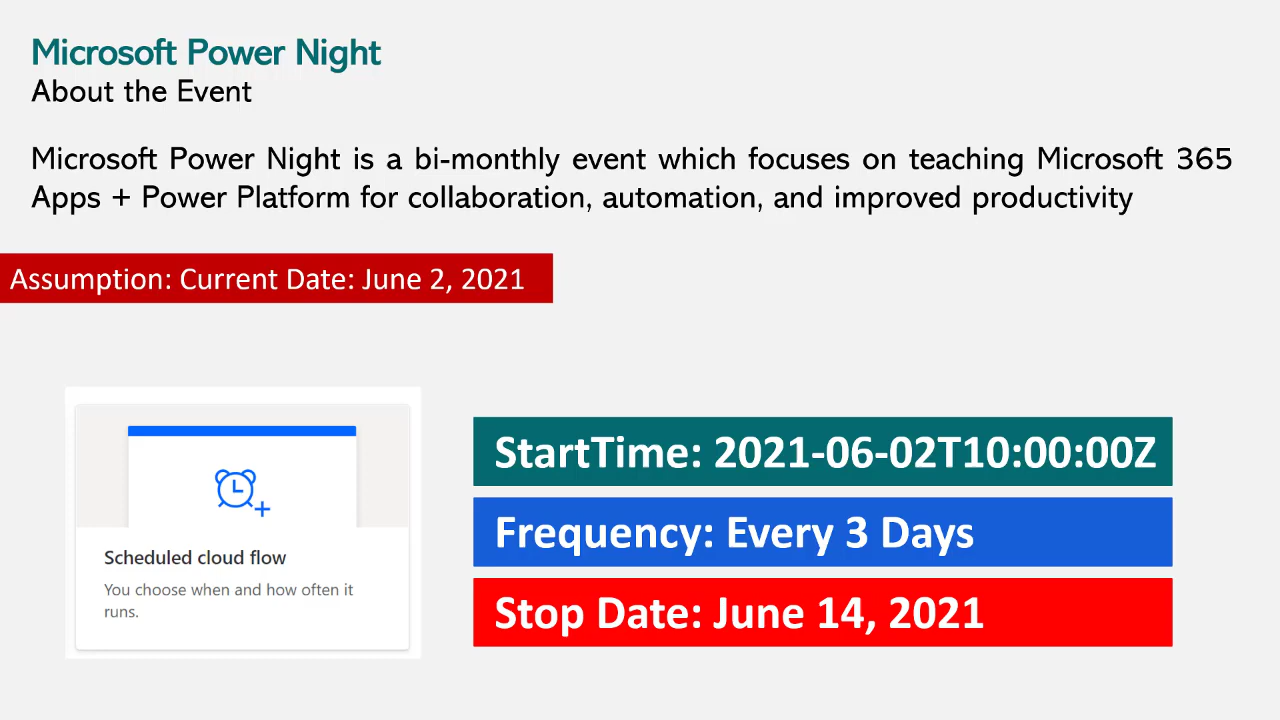 Microsoft Power Night
About the Event
Microsoft Power Night is a bi-monthly event which focuses on teaching Microsoft 365
Apps + Power Platform for collaboration, automation, and improved productivity
Assumption: Current Date: June 2, 2021
StartTime: 2021-06-02T10:00:00Z
Frequency: Every 3 Days
Stop Date: June 14, 2021
Scheduled cloud flow
You choose when and how often it
runs.